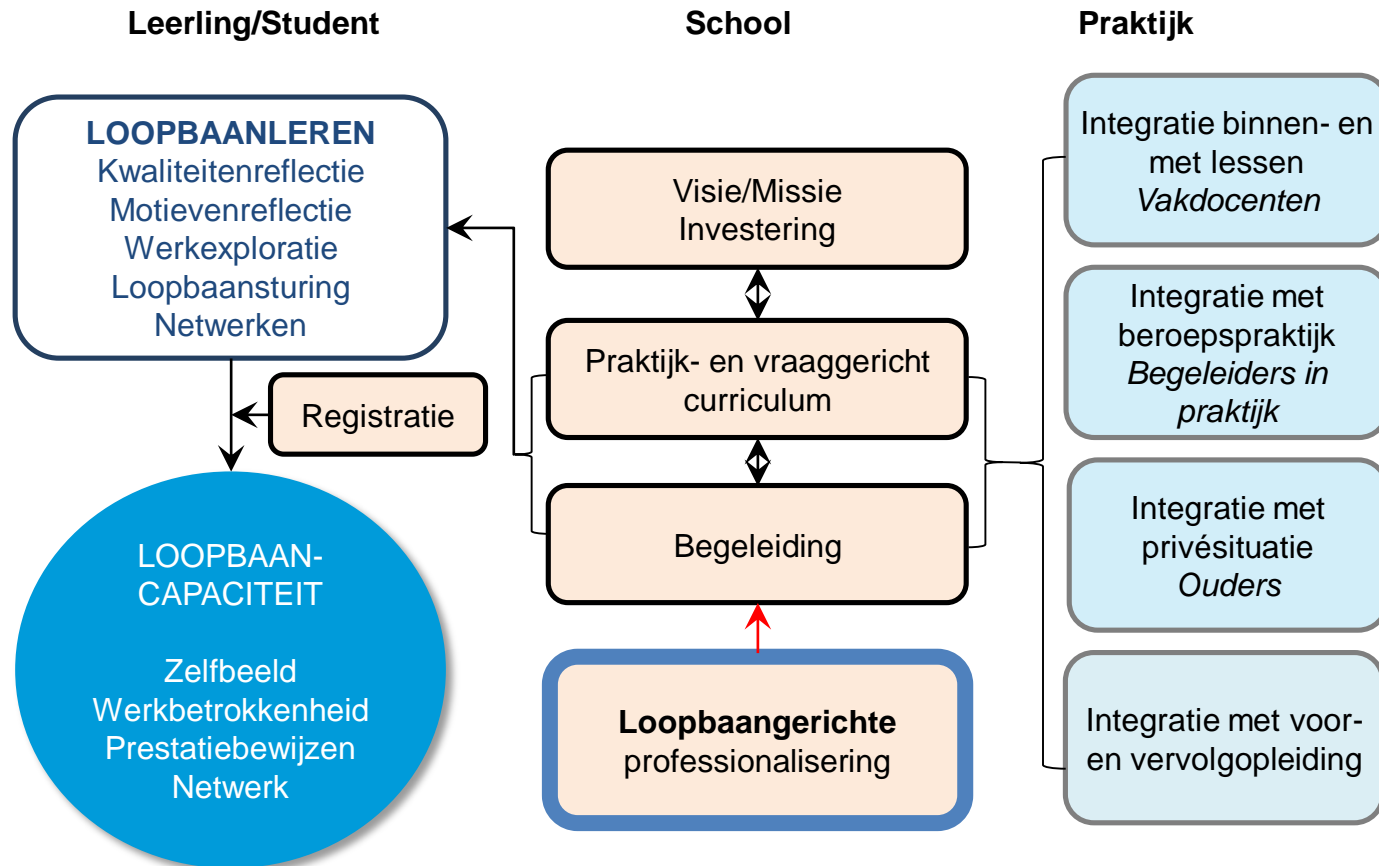 Leerling/Student
School
Praktijk
LOOPBAANLEREN
Kwaliteitenreflectie
Motievenreflectie
Werkexploratie
Loopbaansturing
Netwerken
Registratie
LOOPBAAN-
CAPACITEIT
Zelfbeeld
Werkbetrokkenheid
Prestatiebewijzen
Netwerk
Visie/Missie
Investering
Praktijk- en vraaggericht
curriculum
Begeleiding
Loopbaangerichte
professionalisering
Integratie binnen- en
met lessen
Vakdocenten
Integratie met
beroepspraktijk
Begeleiders in
praktijk
Integratie met
privésituatie
Ouders
Integratie met voor-
en vervolgopleiding